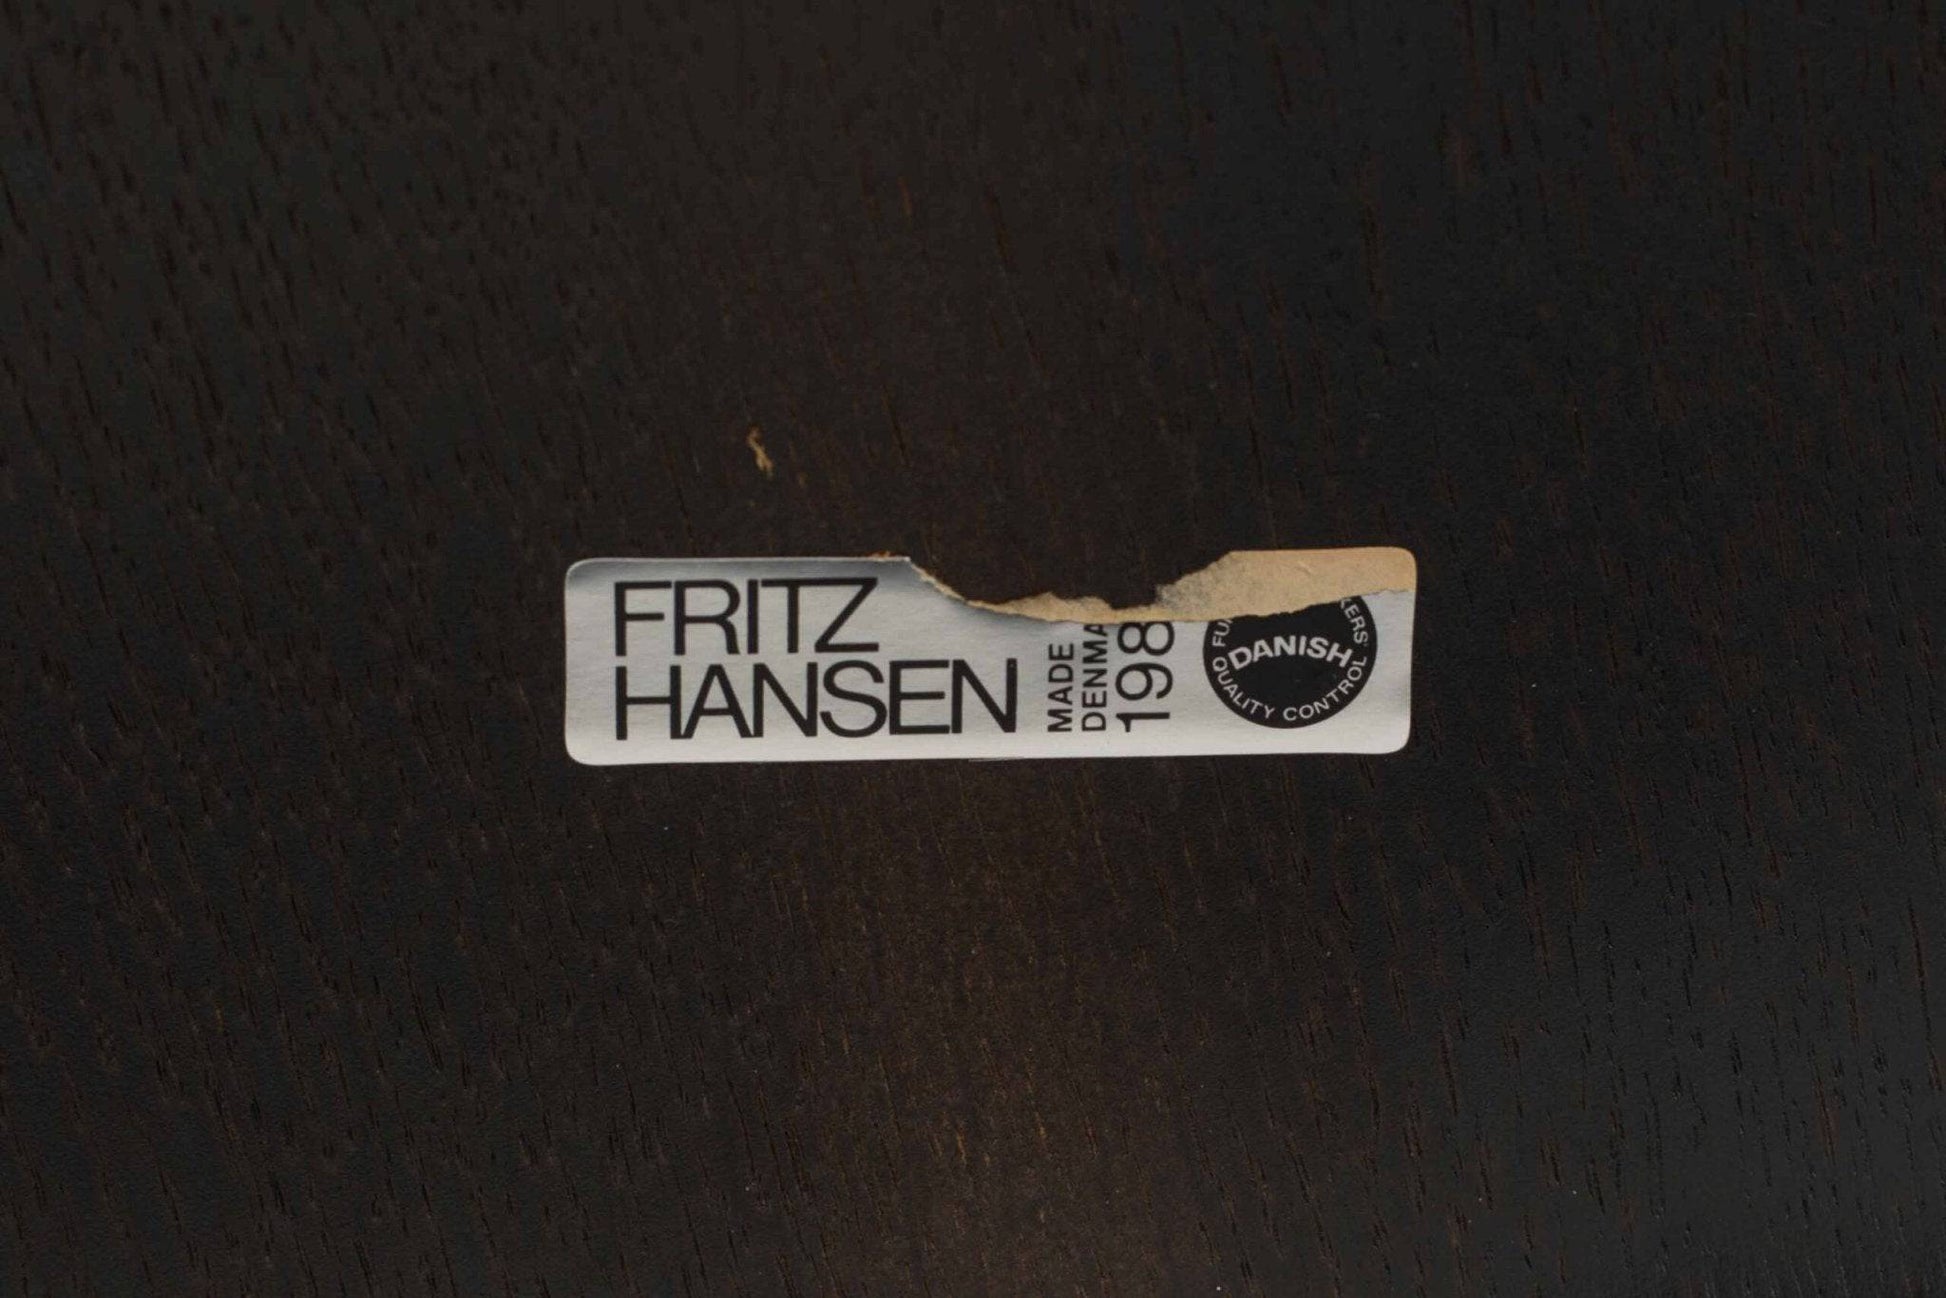 FRITZ
HANSEN
MADE
DENMA
198
DANISH
QUALITY CONTROL